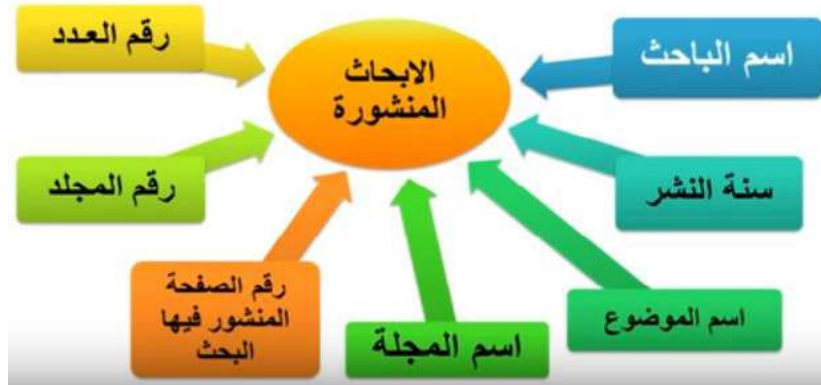 الابحاث
المنشورة
اسم الباحث
سنة النشر
اسم الموضوع
اسم المجلة
رقم الصفحة
المنشور فيها
البحث
رقم المجلد
رقم العدد